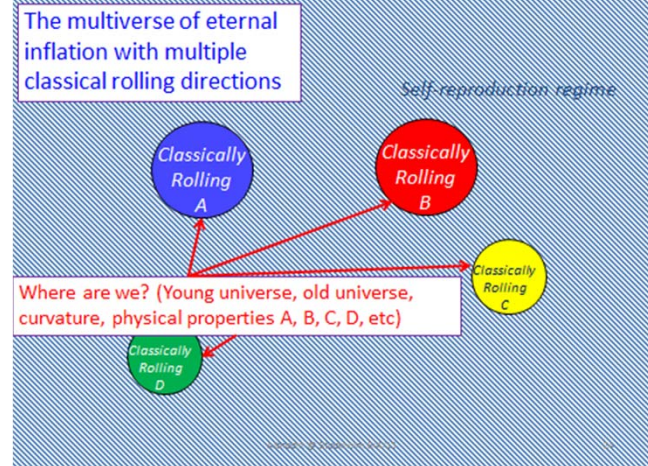 The multiverse of eternal
inflation with multiple
classical rolling directions
Self-reproduction regime
Classically
Rolling
A
Classically
Rolling
B
Classically
Rolling
C
Where are we? (Young universe, old universe,
curvature, physical properties A, B, C, D, etc)
Classically
Rolling
D